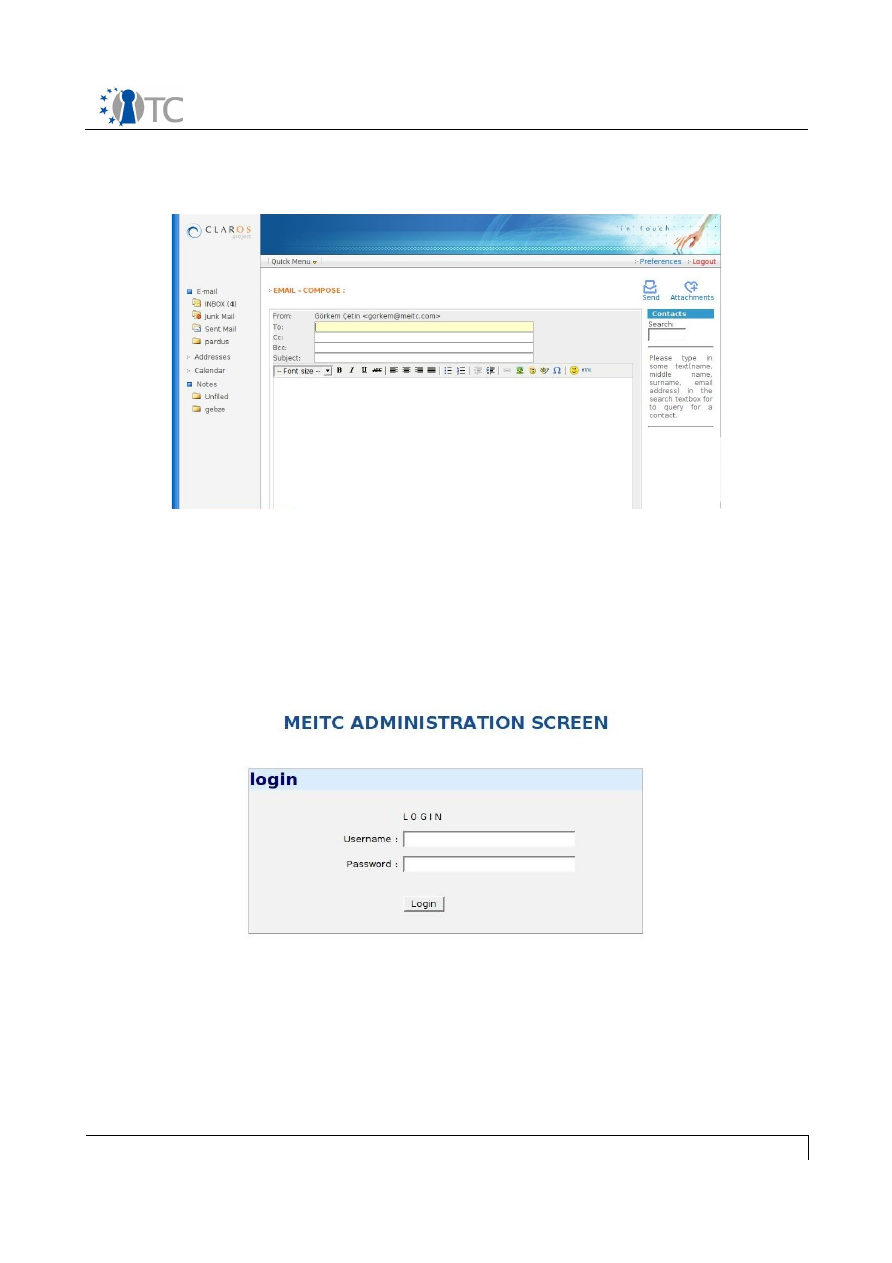 TC
CLAROS
project
'in' touch'
Quick Menu
Preferences
Logout
E-mail
INBOX (4)
Junk Mail
Sent Mail
pardus
Addresses
Calendar
Notes
Unfiled
gebze
EMAIL - COMPOSE :
Send
Attachments
From: Görkem Çetin <gorkem@meitc.com>
To:
Cc:
Bcc:
Subject:
-- Font size --
B I U ABC
HTML
Contacts
Search:
Please type in
some text(name,
middle name,
surname, email
address) in the
search textbox for
to query for a
contact.
MEITC ADMINISTRATION SCREEN
login
LOGIN
Username :
Password :
Login